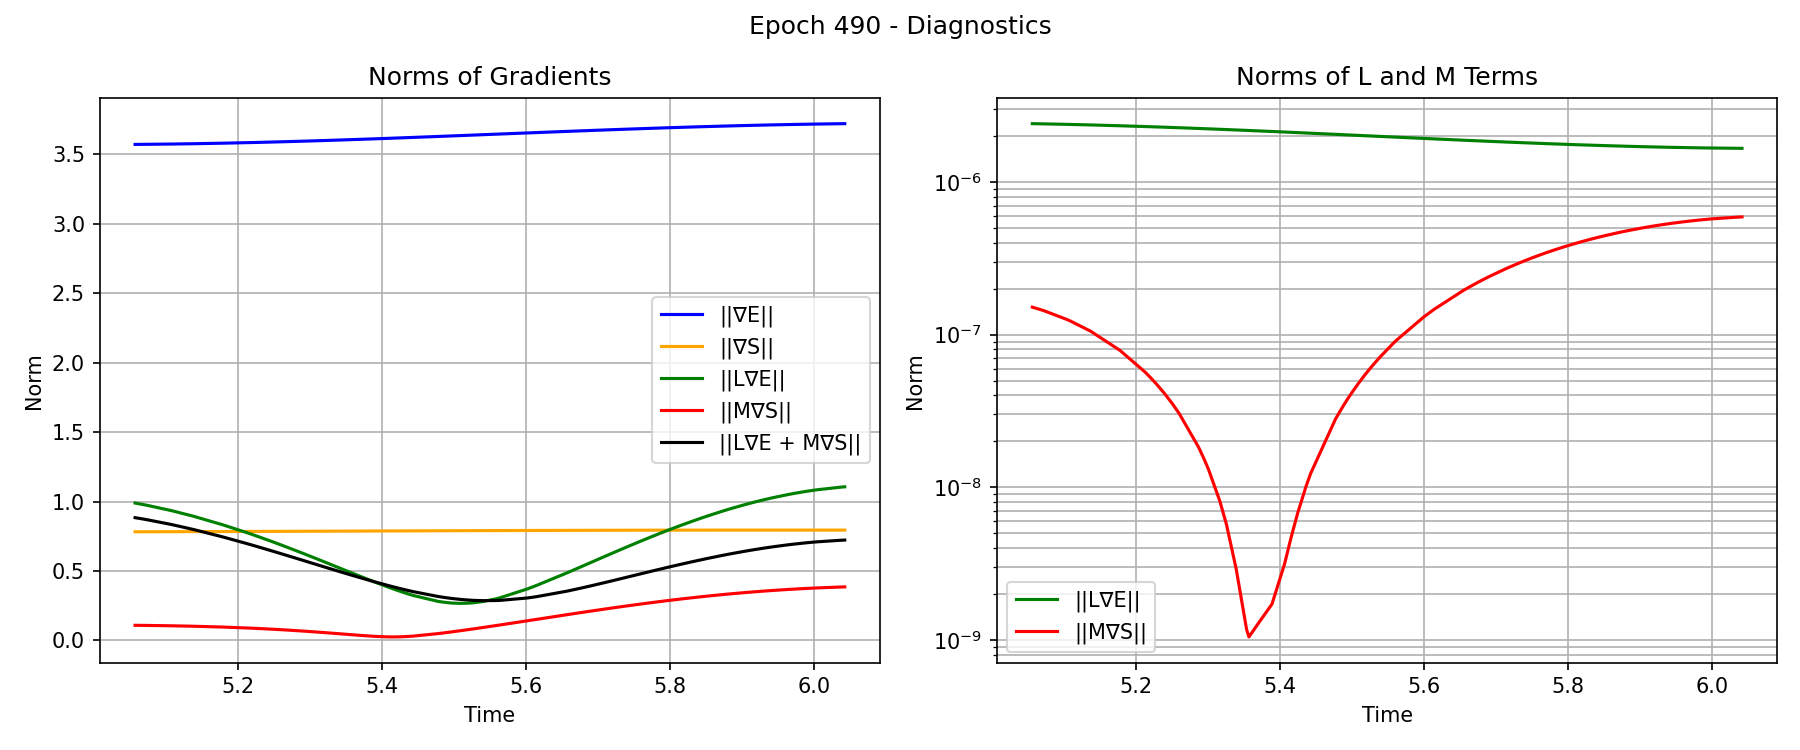 Epoch 490 - Diagnostics
Norms of Gradients
Norm
3.5
3.0
2.5
2.0
1.5
1.0
0.5
0.0
||∇E||
||∇S||
||L∇E||
||M∇S||
||L∇E + M∇S||
5.2 5.4 5.6 5.8 6.0
Time
Norms of L and M Terms
Norm
10⁻⁶
10⁻⁷
10⁻⁸
10⁻⁹
||L∇E||
||M∇S||
5.2 5.4 5.6 5.8 6.0
Time